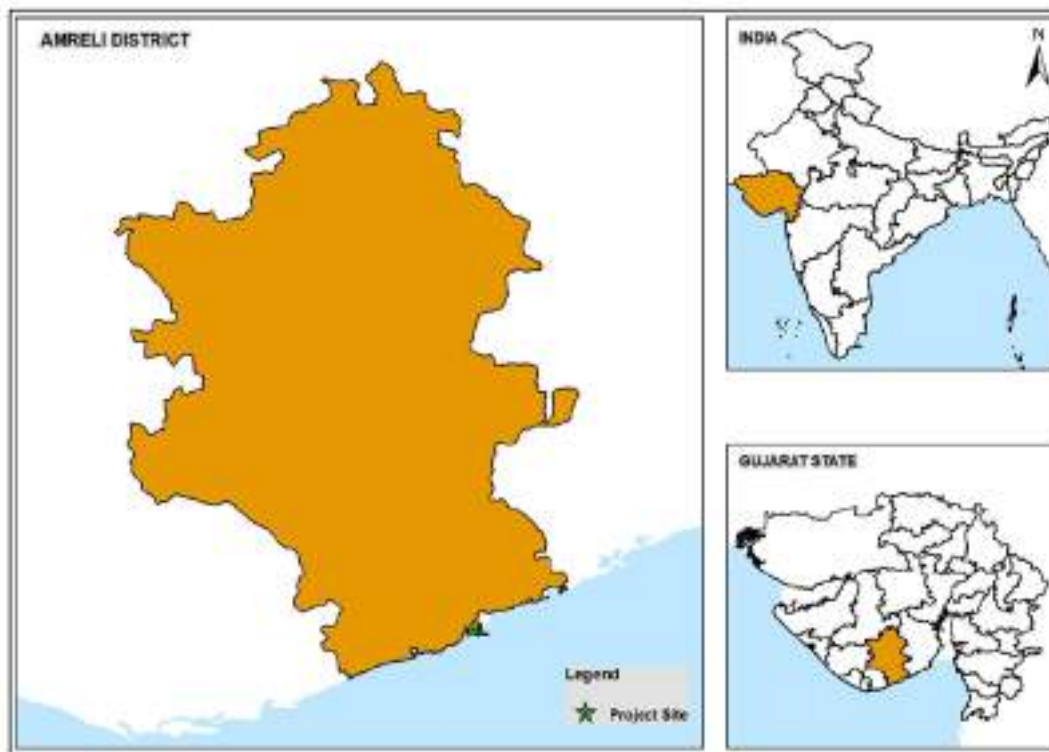 AMRELI DISTRICT
INDIA
N
GUJARAT STATE
Legend
Project Site